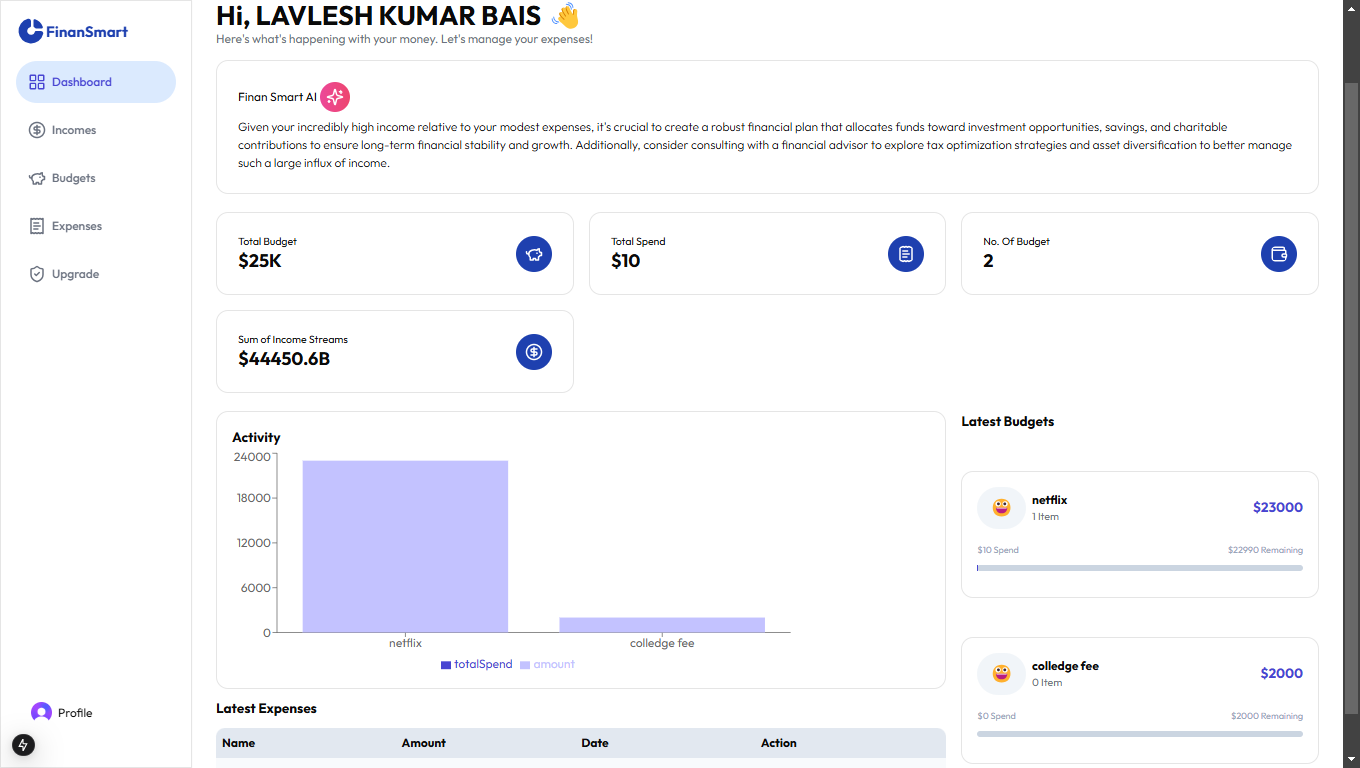 FinanSmart
Dashboard
Incomes
Budgets
Expenses
Upgrade
Profile
Hi, LAVLESH KUMAR BAIS 👋
Here's what's happening with your money. Let's manage your expenses!
Finan Smart AI
Given your incredibly high income relative to your modest expenses, it's crucial to create a robust financial plan that allocates funds toward investment opportunities, savings, and charitable
contributions to ensure long-term financial stability and growth. Additionally, consider consulting with a financial advisor to explore tax optimization strategies and asset diversification to better manage
such a large influx of income.
Total Budget
$25K
Total Spend
$10
No. Of Budget
2
Sum of Income Streams
$44450.6B
Activity
24000
18000
12000
6000
0
netflix
colledge fee
totalSpend amount
Latest Budgets
netflix
1 Item
$23000
$10 Spend
$22990 Remaining
colledge fee
0 Item
$2000
$0 Spend
$2000 Remaining
Latest Expenses
Name Amount Date Action